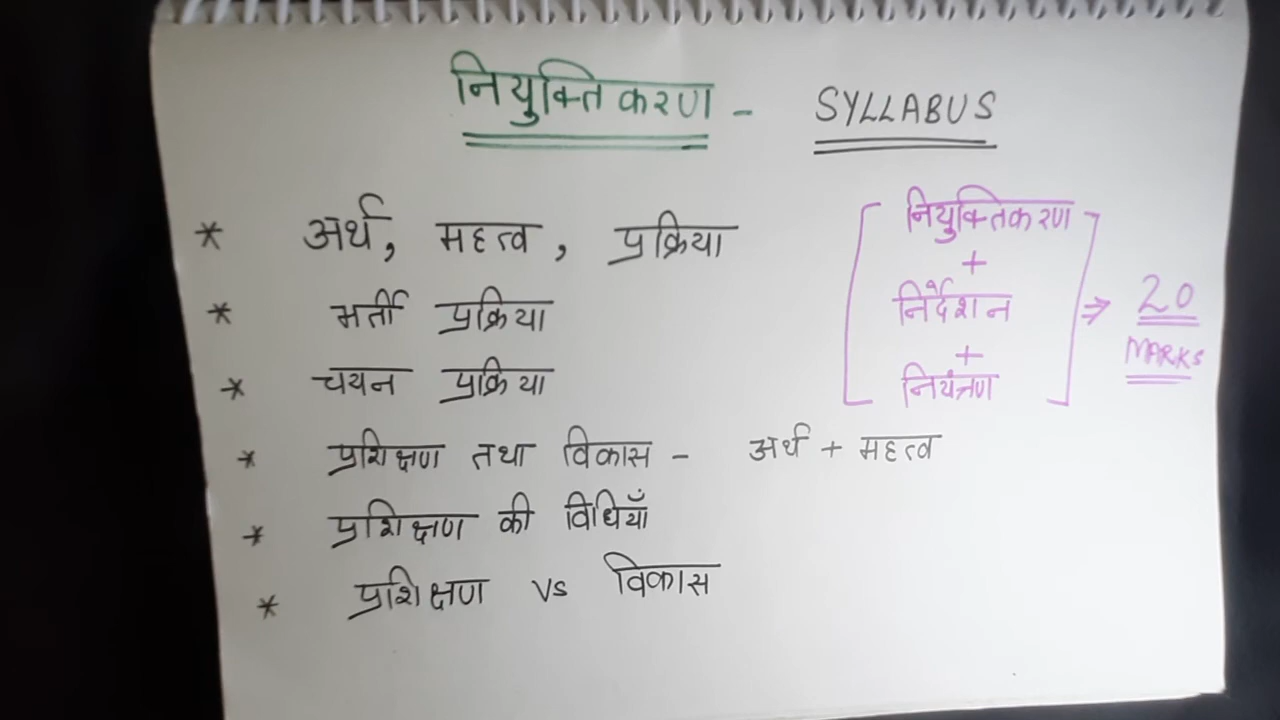 नियुक्तिकरण - SYLLABUS
* अर्थ, महत्व, प्रक्रिया
* भर्ती प्रक्रिया
* चयन प्रक्रिया
* प्रशिक्षण तथा विकास - अर्थ + महत्व
* प्रशिक्षण की विधियाँ
* प्रशिक्षण vs विकास
[नियुक्तिकरण
+
निर्देशन
+
नियंत्रण] ⇒ 20
MARKS